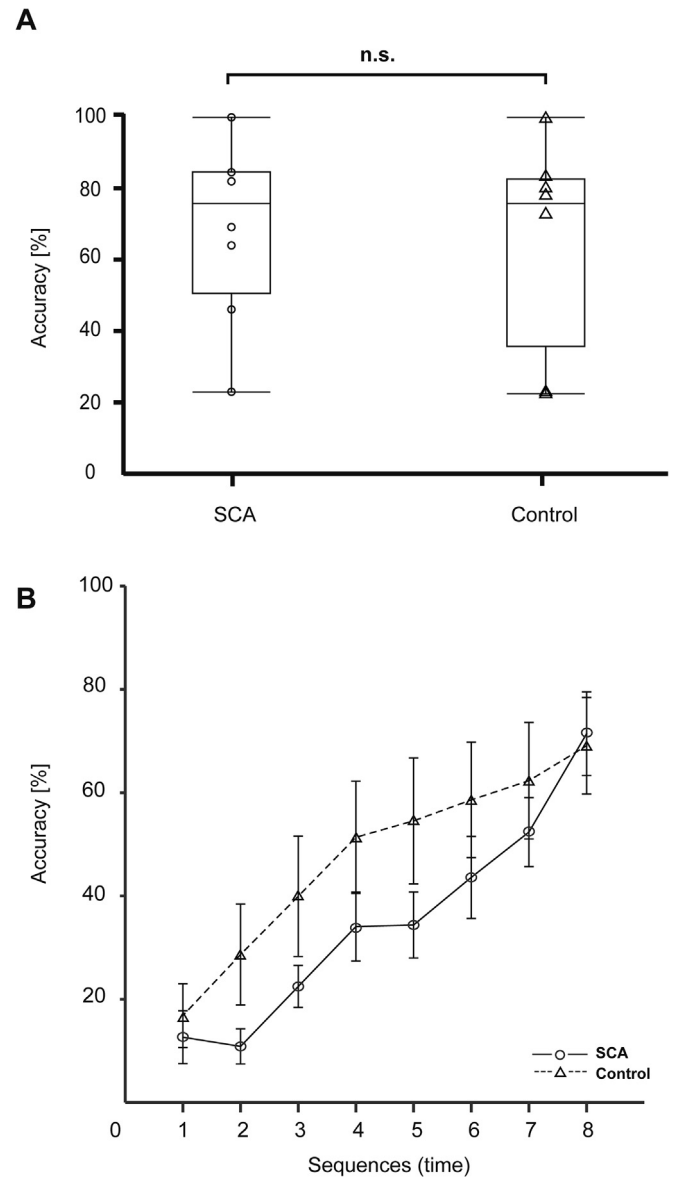 A
n.s.
100
80
60
40
20
0
Accuracy [%]
SCA
Control
B
100
80
60
40
20
0
Accuracy [%]
1 2 3 4 5 6 7 8
Sequences (time)
SCA
Control